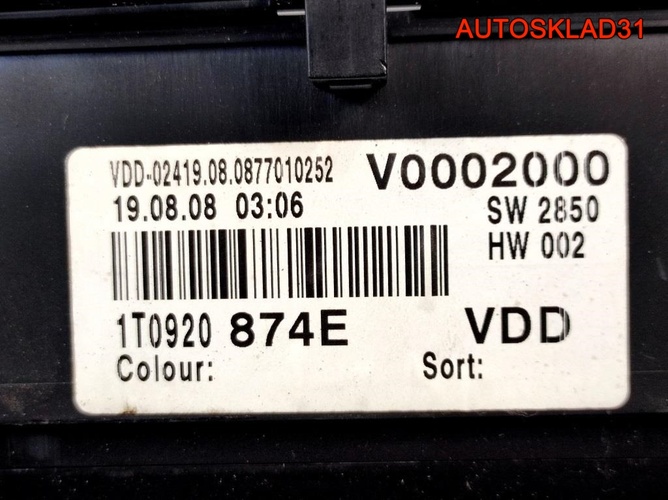 AUTOSKLAD31
VDD-02419.08.0877010252 V0002000
19.08.08 03:06 SW 2850
HW 002
1T0920 874E VDD
Colour: Sort: